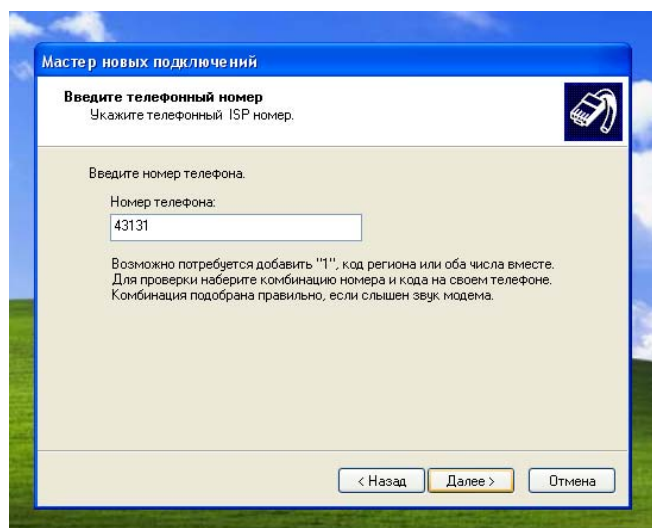 Мастер новых подключений
Введите телефонный номер
Укажите телефонный ISP номер.
Введите номер телефона.
Номер телефона:
43131
Возможно потребуется добавить "1", код региона или оба числа вместе.
Для проверки наберите комбинацию номера и кода на своем телефоне.
Комбинация подобрана правильно, если слышен звук модема.
< Назад Далее > Отмена